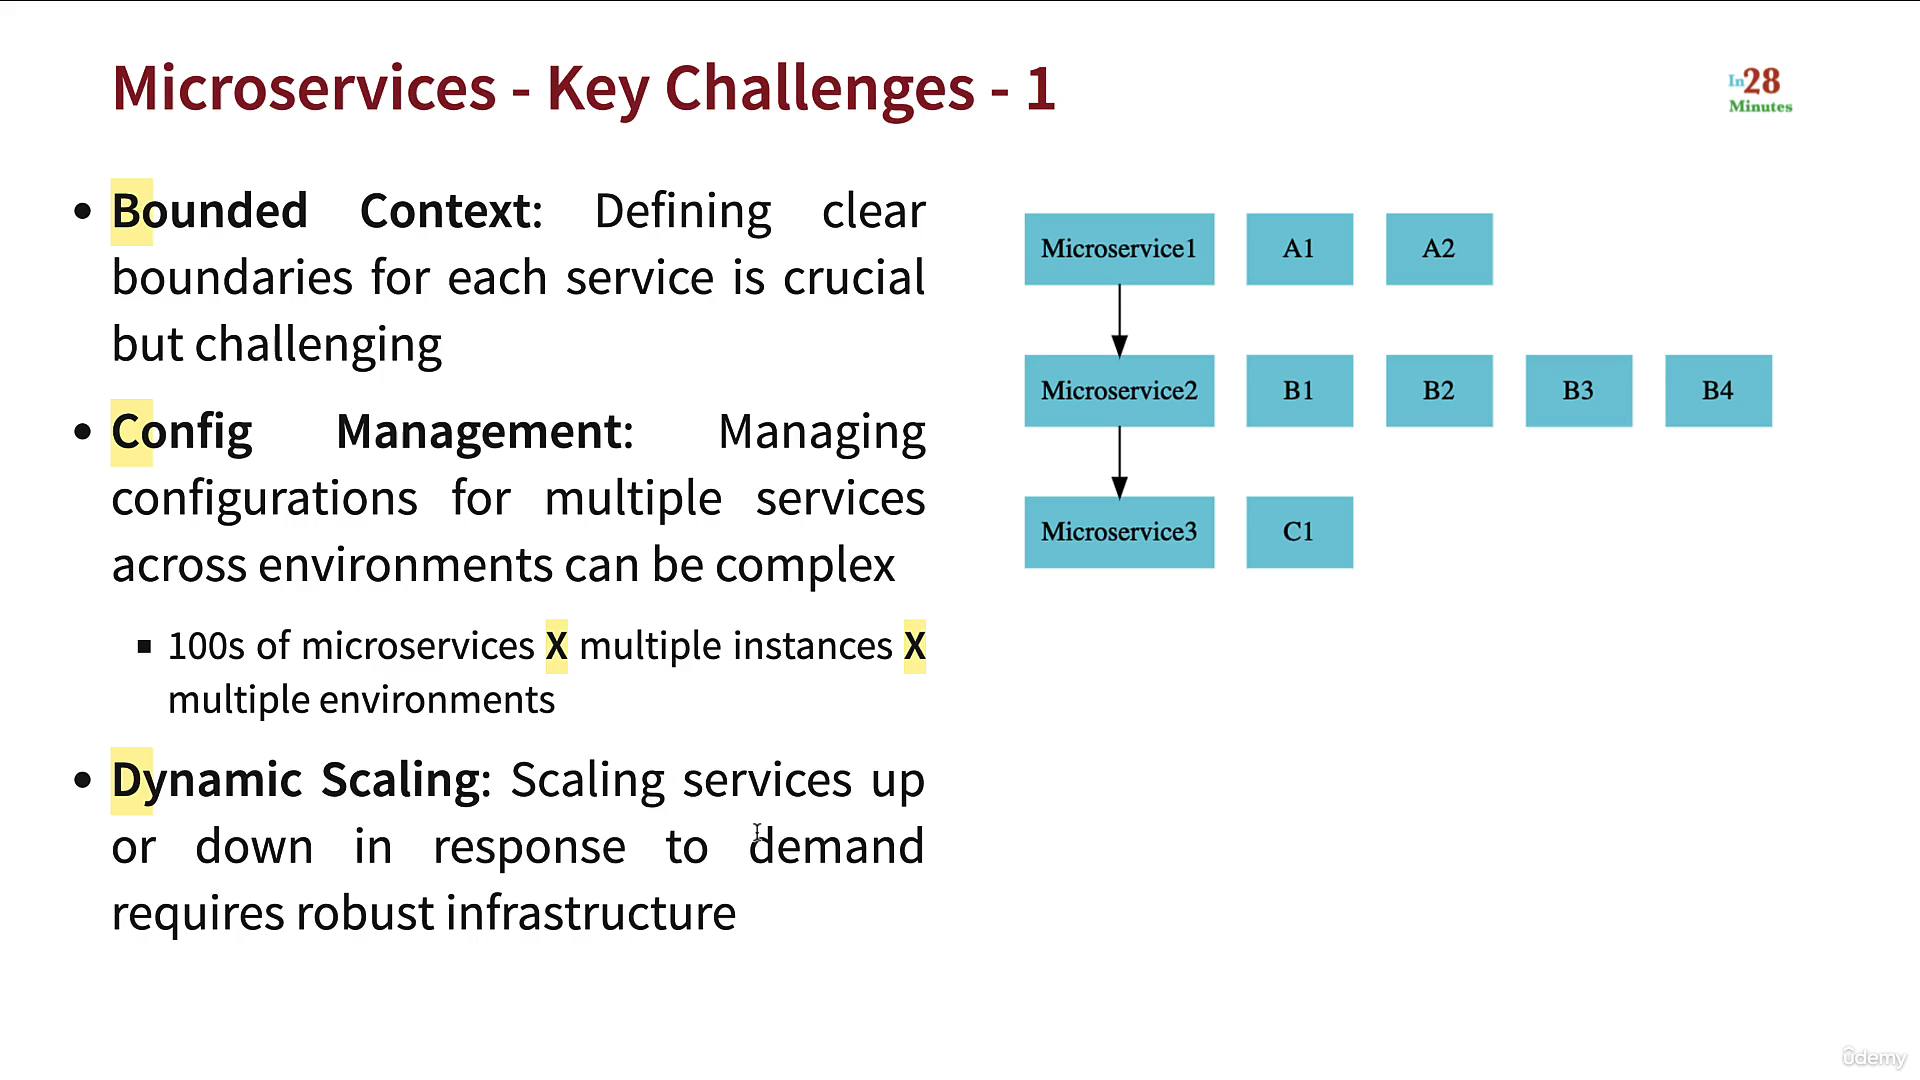 Microservices - Key Challenges - 1
In28
Minutes
• Bounded Context: Defining clear
boundaries for each service is crucial
but challenging
• Config Management: Managing
configurations for multiple services
across environments can be complex
▪ 100s of microservices X multiple instances X
multiple environments
• Dynamic Scaling: Scaling services up
or down in response to demand
requires robust infrastructure
Microservice1 A1 A2
Microservice2 B1 B2 B3 B4
Microservice3 C1
ûdemy